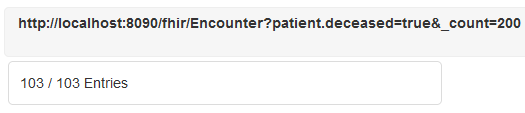 http://localhost:8090/fhir/Encounter?patient.deceased=true&_count=200
103 / 103 Entries